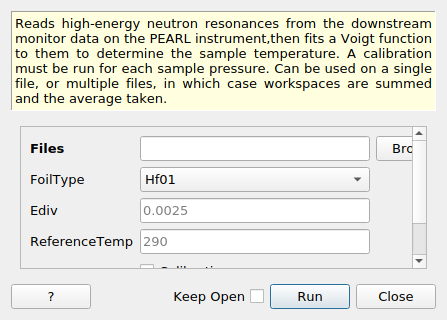 Reads high-energy neutron resonances from the downstream
monitor data on the PEARL instrument,then fits a Voigt function
to them to determine the sample temperature. A calibration
must be run for each sample pressure. Can be used on a single
file, or multiple files, in which case workspaces are summed
and the average taken.
Files Bro
FoilType Hf01
Ediv 0.0025
ReferenceTemp 290
? Keep Open Run Close